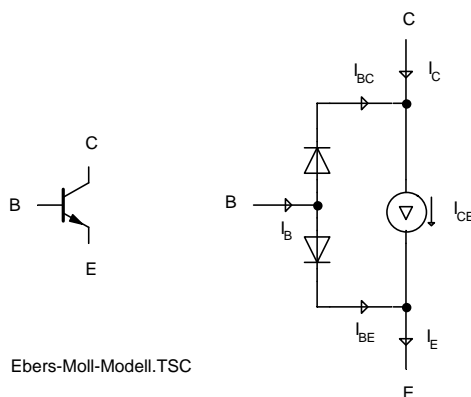 C
I_BC
I_C
C
B
B
I_B
I_CE
E
I_BE
I_E
Ebers-Moll-Modell.TSC
E